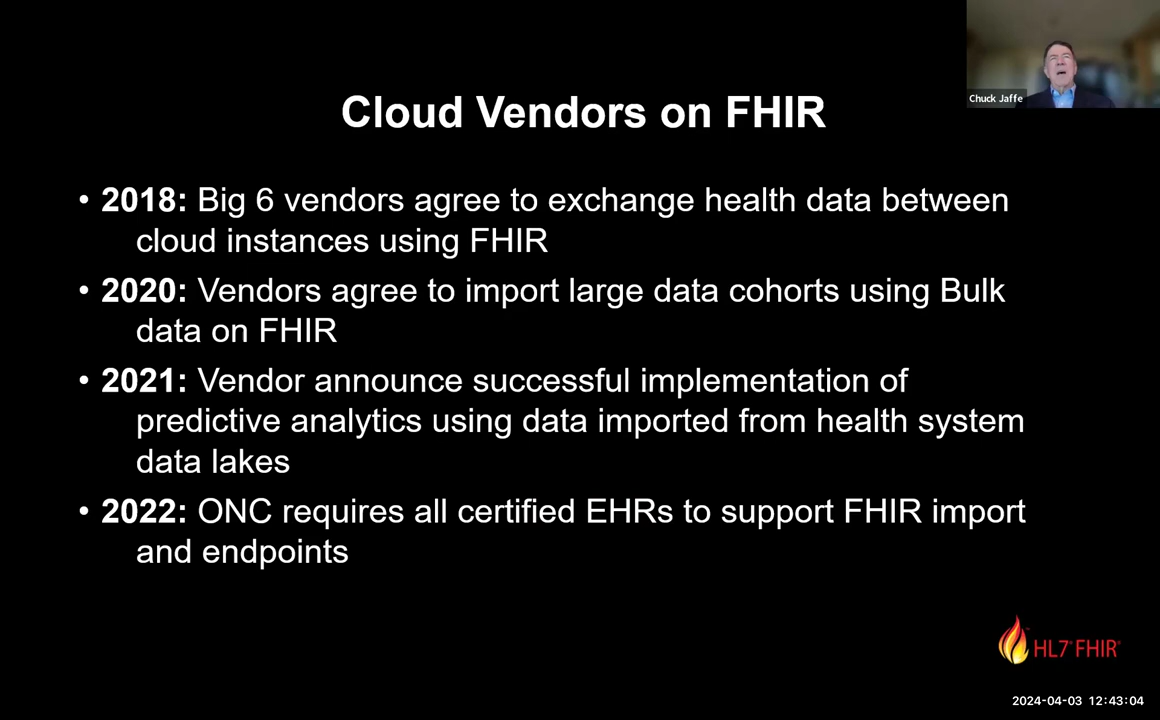 Chuck Jaffe
Cloud Vendors on FHIR
• 2018: Big 6 vendors agree to exchange health data between
cloud instances using FHIR
• 2020: Vendors agree to import large data cohorts using Bulk
data on FHIR
• 2021: Vendor announce successful implementation of
predictive analytics using data imported from health system
data lakes
• 2022: ONC requires all certified EHRs to support FHIR import
and endpoints
HL7® FHIR®
2024-04-03 12:43:04